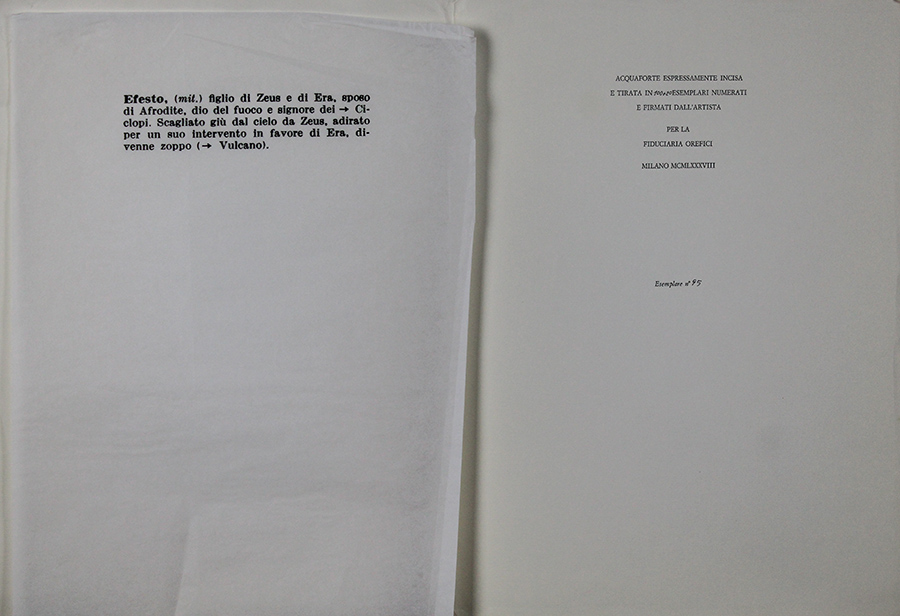 Efesto, (mit.) figlio di Zeus e di Era, sposo
di Afrodite, dio del fuoco e signore dei → Ci-
clopi. Scagliato giù dal cielo da Zeus, adirato
per un suo intervento in favore di Era, di-
venne zoppo (→ Vulcano).
ACQUAFORTE ESPRESSAMENTE INCISA
E TIRATA IN ESEMPLARI NUMERATI
E FIRMATI DALL'ARTISTA
PER LA
FIDUCIARIA OREFICI
MILANO MCMLXXXVIII
Esemplare n°